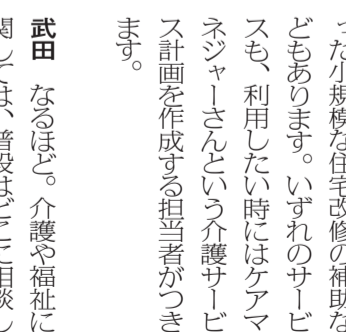 った小規模な住宅改修の補助な
どもあります。いずれのサービ
スも、利用したい時にはケアマ
ネジャーさんという介護サービ
ス計画を作成する担当者がつき
ます。
武田　なるほど。介護や福祉に
関しては、普段はどこに相談し